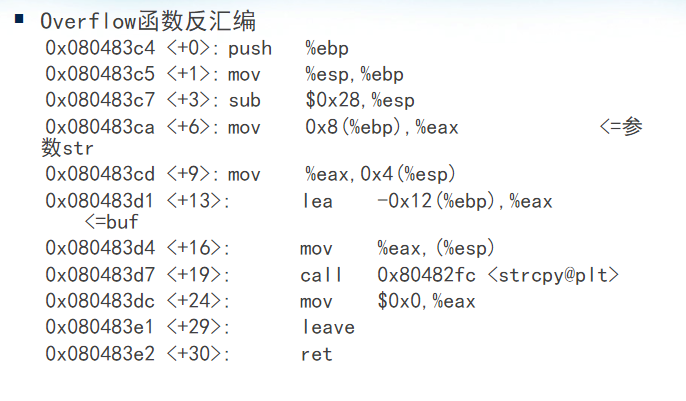 ▪ Overflow函数反汇编
0x080483c4 <+0>: push %ebp
0x080483c5 <+1>: mov %esp,%ebp
0x080483c7 <+3>: sub $0x28,%esp
0x080483ca <+6>: mov 0x8(%ebp),%eax <=参
数str
0x080483cd <+9>: mov %eax,0x4(%esp)
0x080483d1 <+13>: lea -0x12(%ebp),%eax
<=buf
0x080483d4 <+16>: mov %eax,(%esp)
0x080483d7 <+19>: call 0x80482fc <strcpy@plt>
0x080483dc <+24>: mov $0x0,%eax
0x080483e1 <+29>: leave
0x080483e2 <+30>: ret